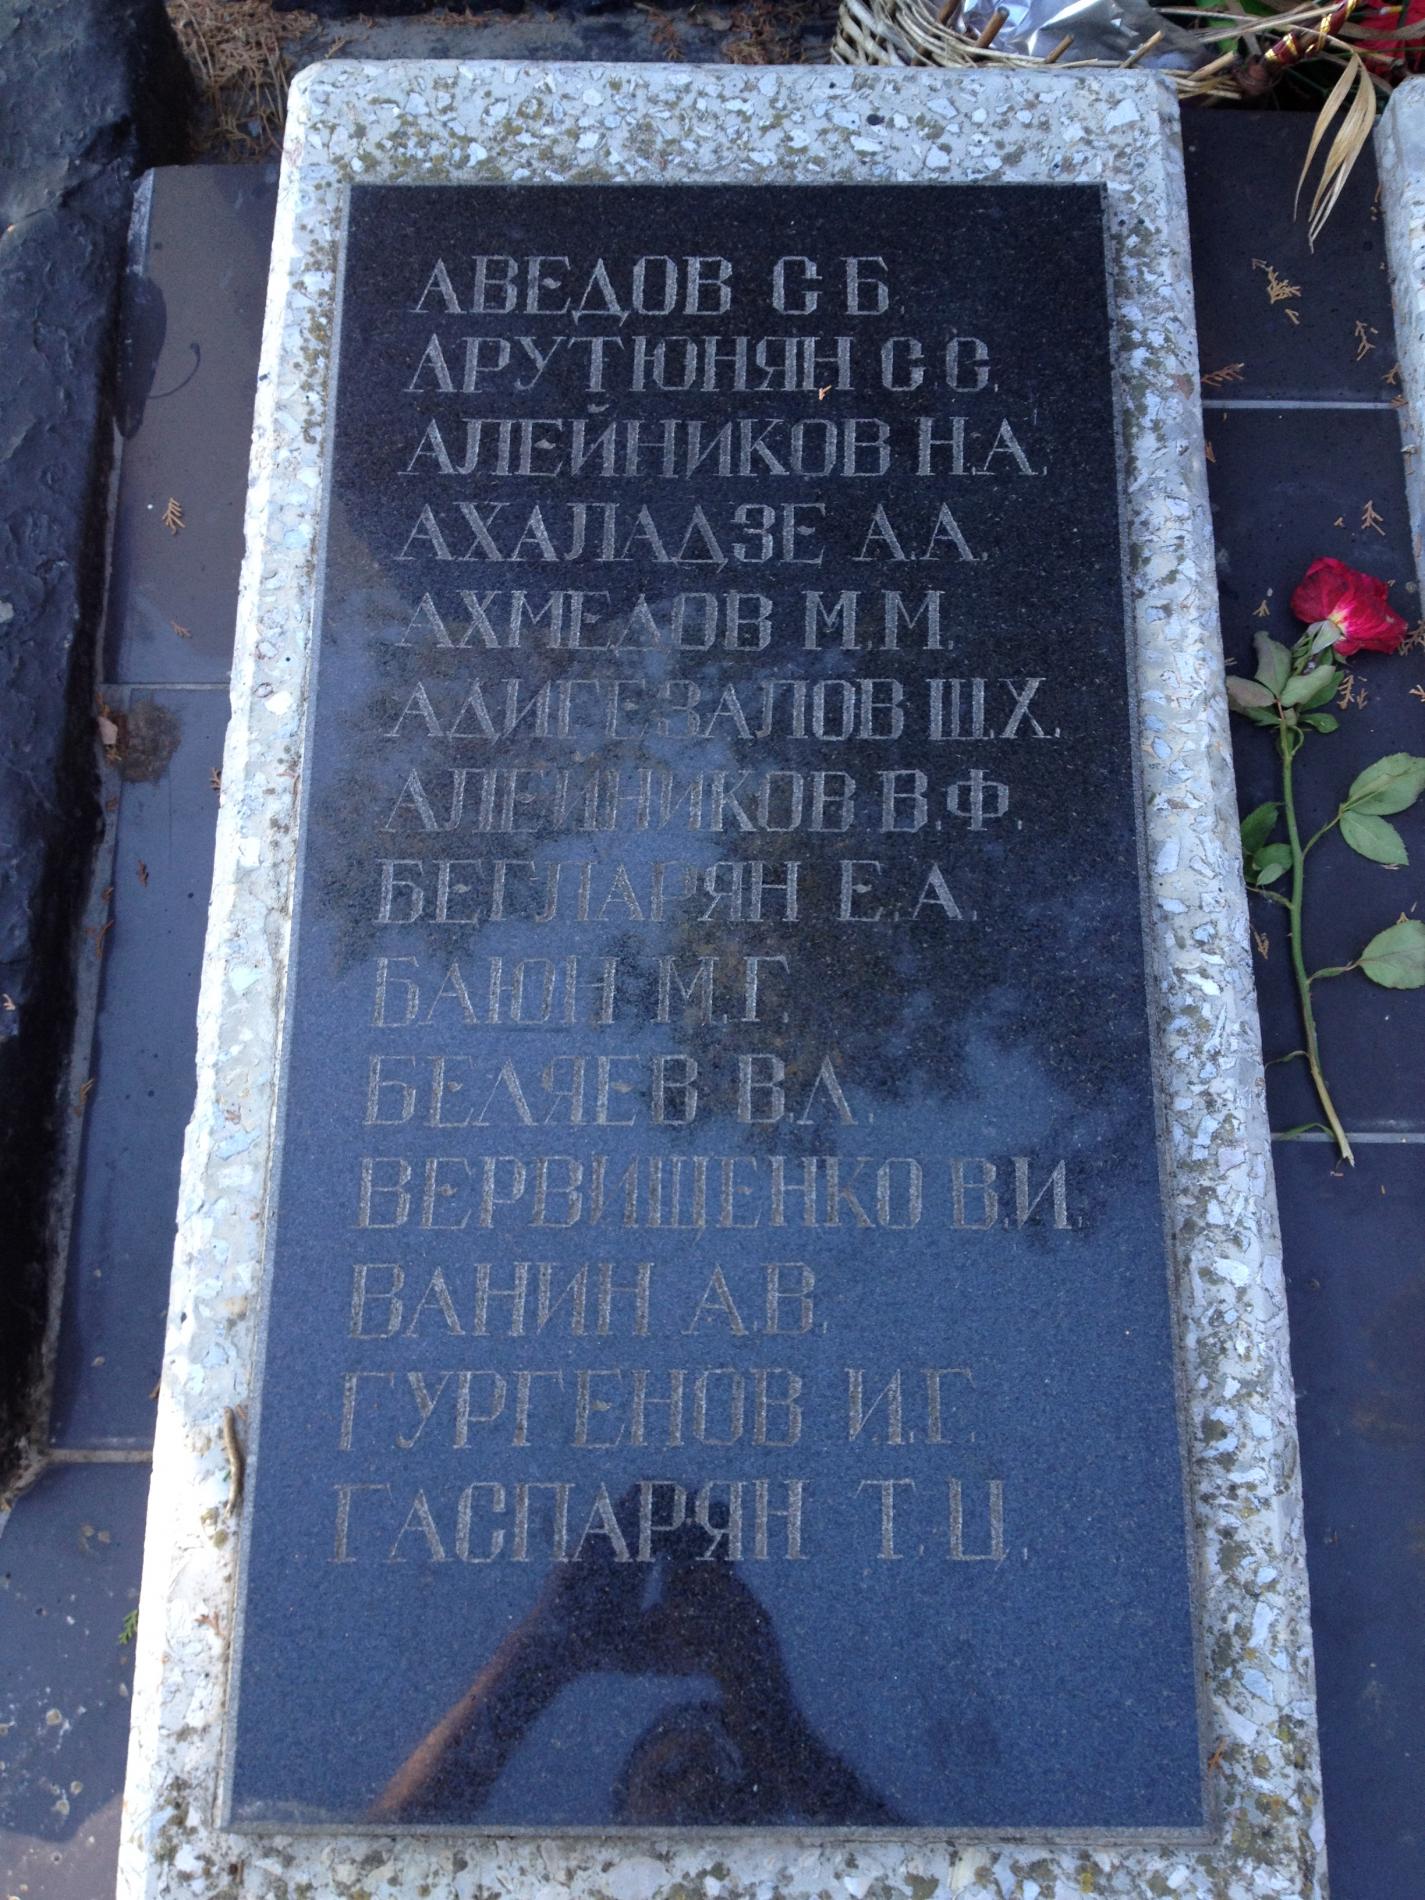 АВЕДОВ С.Б.
АРУТЮНЯН С.С.
АЛЕЙНИКОВ Н.А.
АХАЛАДЗЕ А.А.
АХМЕДОВ М.М.
АДИГЕЗАЛОВ Ш.Х.
АЛЕЙНИКОВ В.Ф.
БЕГЛАРЯН Е.А.
БАЮН М.Г.
БЕЛЯЕВ В.Л.
ВЕРВИЩЕНКО В.И.
ВАНИН А.В.
ГУРГЕНОВ И.Г.
ГАСПАРЯН Т.Ц.